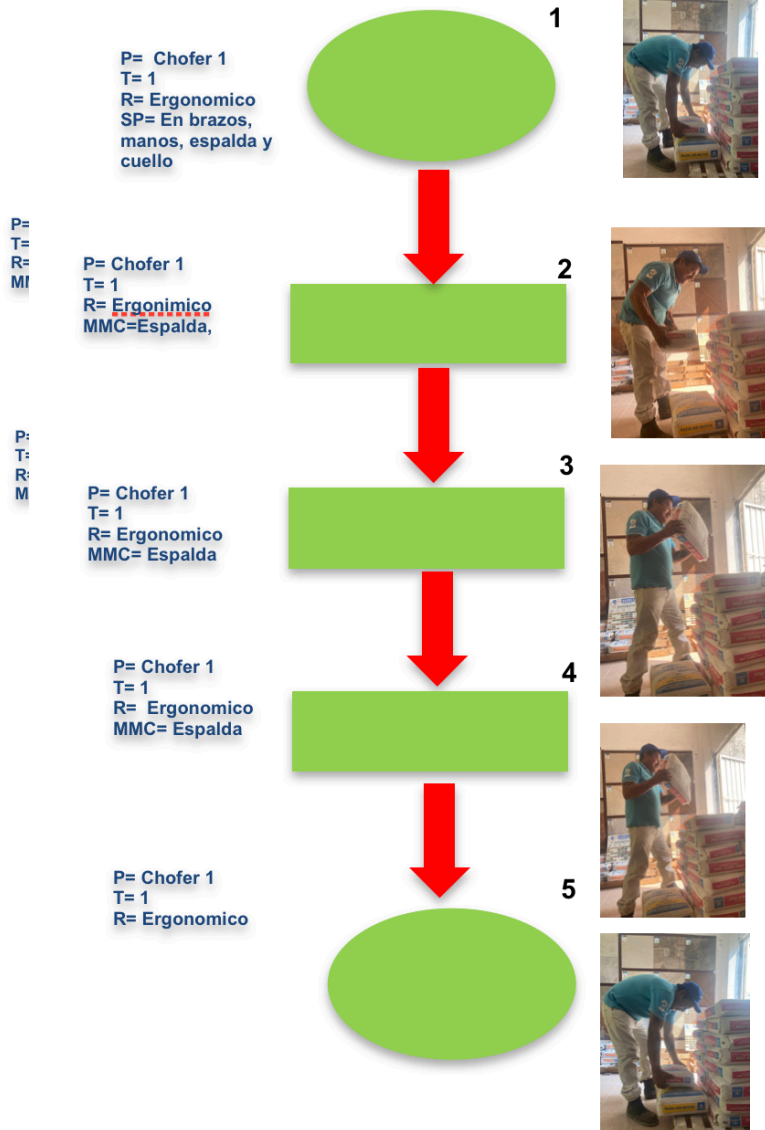 1
P= Chofer 1
T= 1
R= Ergonomico
SP= En brazos,
manos, espalda y
cuello
P=
T=
R=
2
P= Chofer 1
T= 1
R= Ergonimico
MMC=Espalda,
P=
T=
R=
M
3
P= Chofer 1
T= 1
R= Ergonomico
MMC= Espalda
4
P= Chofer 1
T= 1
R= Ergonomico
MMC= Espalda
5
P= Chofer 1
T= 1
R= Ergonomico